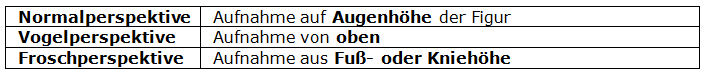 Normalperspektive Aufnahme auf Augenhöhe der Figur
Vogelperspektive Aufnahme von oben
Froschperspektive Aufnahme aus Fuß- oder Kniehöhe